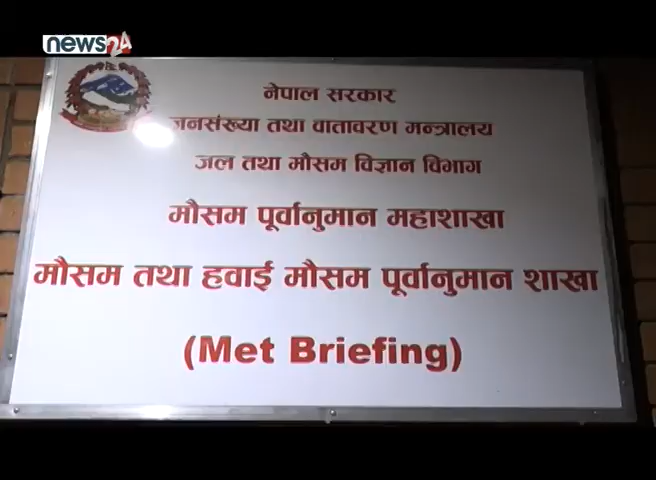 news24
नेपाल सरकार
जनसंख्या तथा वातावरण मन्त्रालय
जल तथा मौसम विज्ञान विभाग
मौसम पूर्वानुमान महाशाखा
मौसम तथा हवाई मौसम पूर्वानुमान शाखा
(Met Briefing)